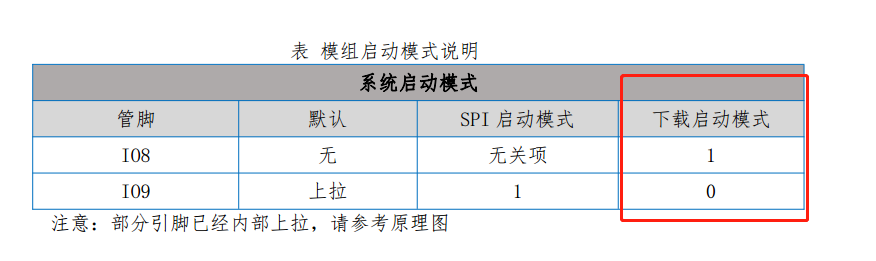 表 模组启动模式说明
系统启动模式
管脚 默认 SPI 启动模式 下载启动模式
IO8 无 无关项 1
IO9 上拉 1 0
注意：部分引脚已经内部上拉，请参考原理图